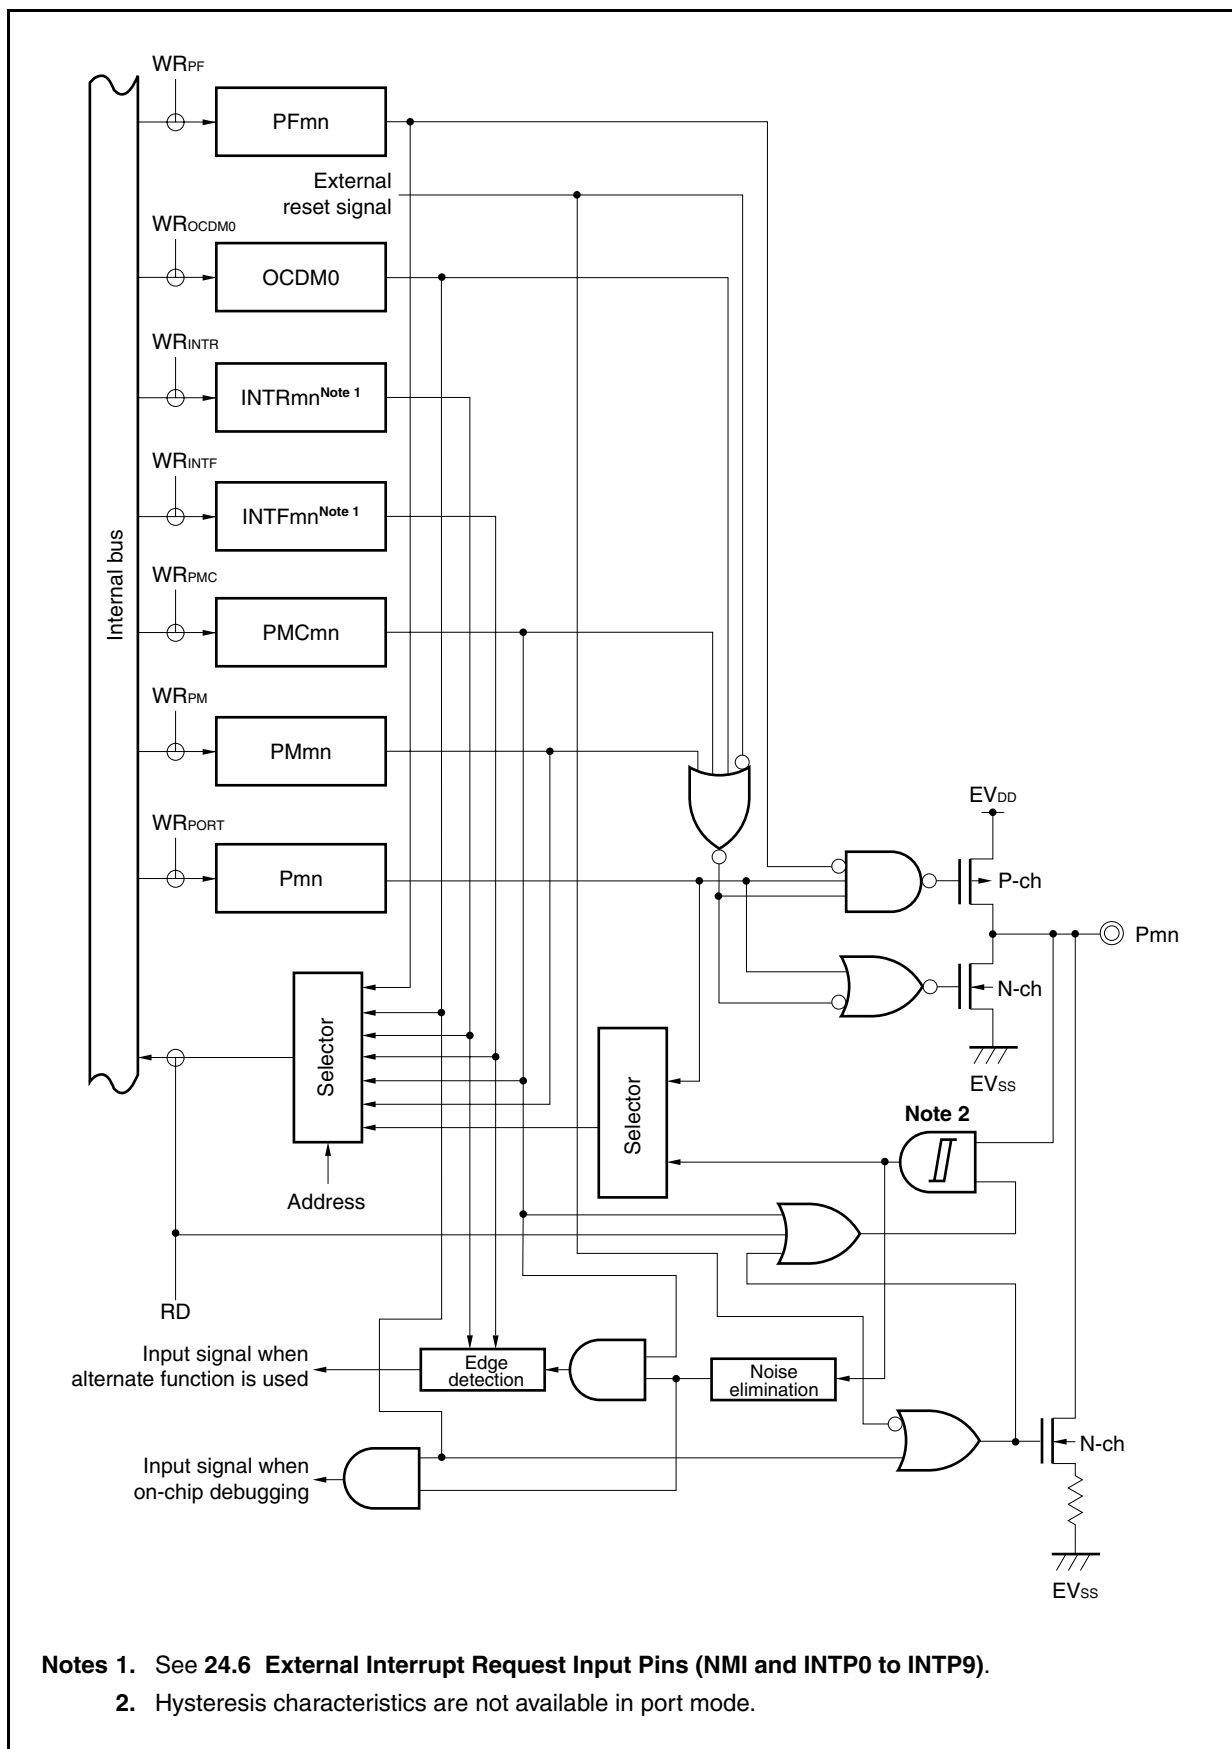 WRPF
PFmn
External
reset signal
WROCDM0
OCDM0
WRINTR
INTRmnNote 1
WRINTF
INTFmnNote 1
Internal bus
WRPMC
PMCmn
WRPM
PMmn
WRPORT
Pmn
EVDD
P-ch
Pmn
N-ch
EVSS
Selector
Selector
Note 2
Address
RD
Input signal when
alternate function is used
Edge
detection
Noise
elimination
N-ch
Input signal when
on-chip debugging
EVSS
Notes 1. See 24.6 External Interrupt Request Input Pins (NMI and INTP0 to INTP9).
2. Hysteresis characteristics are not available in port mode.